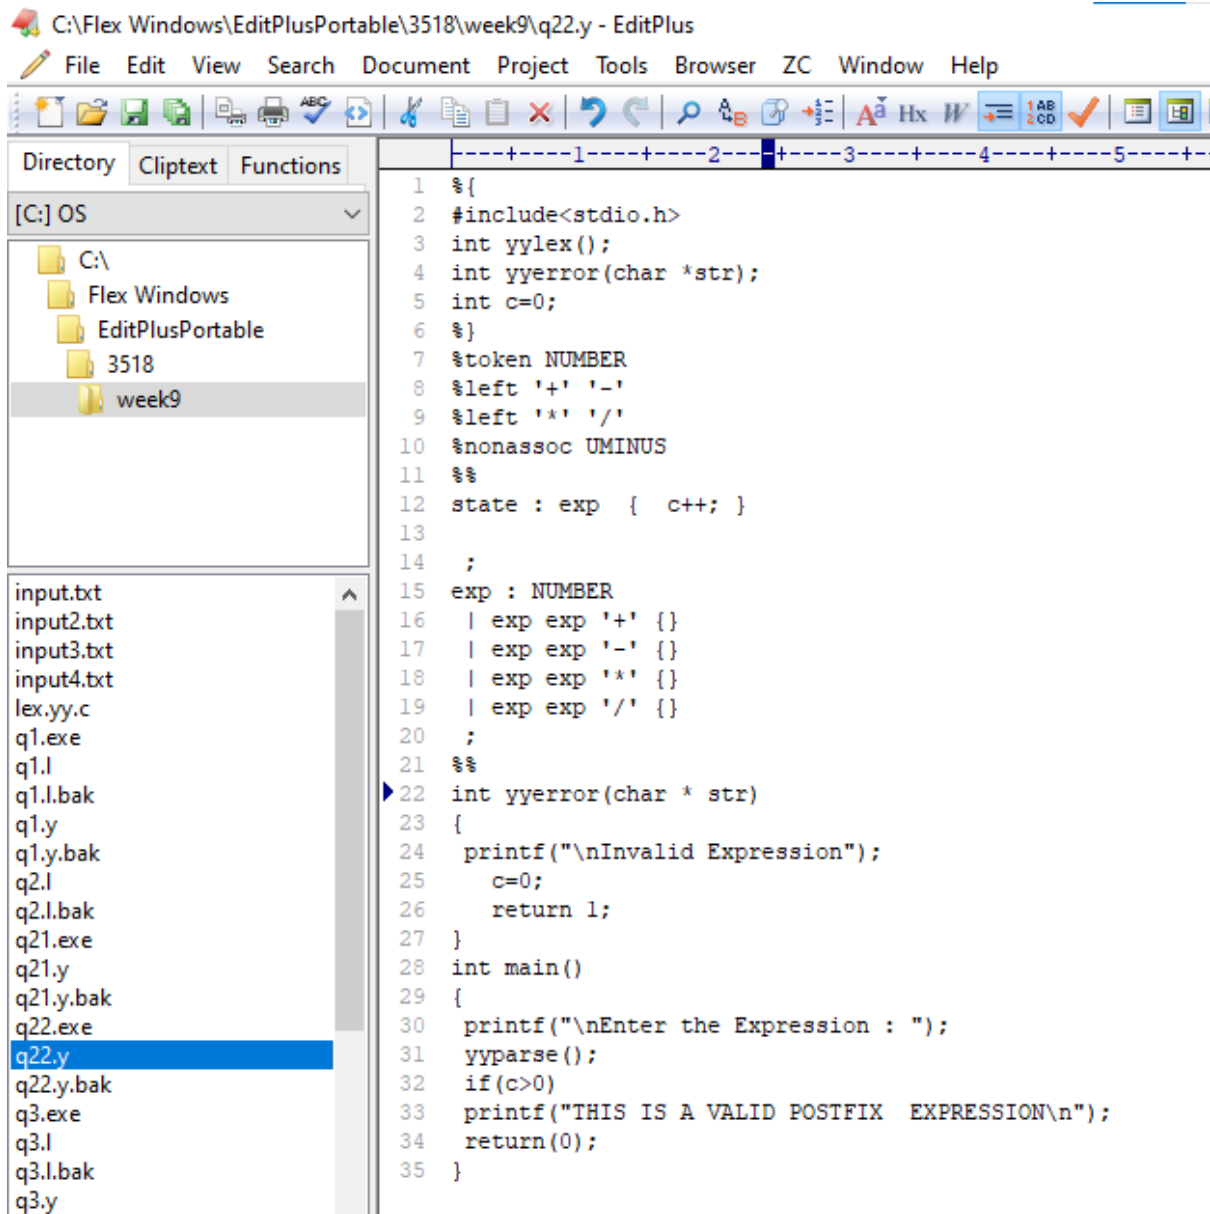 C:\Flex Windows\EditPlusPortable\3518\week9\q22.y - EditPlus
File Edit View Search Document Project Tools Browser ZC Window Help
Directory Cliptext Functions
[C:] OS
C:\
Flex Windows
EditPlusPortable
3518
week9
input.txt
input2.txt
input3.txt
input4.txt
lex.yy.c
q1.exe
q1.l
q1.l.bak
q1.y
q1.y.bak
q2.l
q2.l.bak
q21.exe
q21.y
q21.y.bak
q22.exe
q22.y
q22.y.bak
q3.exe
q3.l
q3.l.bak
q3.y
----+----1----+----2----+----3----+----4----+----5----+-
1 %{
2 #include<stdio.h>
3 int yylex();
4 int yyerror(char *str);
5 int c=0;
6 %}
7 %token NUMBER
8 %left '+' '-'
9 %left '*' '/'
10 %nonassoc UMINUS
11 %%
12 state : exp  {  c++; }
13
14  ;
15 exp : NUMBER
16  | exp exp '+' {}
17  | exp exp '-' {}
18  | exp exp '*' {}
19  | exp exp '/' {}
20  ;
21 %%
22 int yyerror(char * str)
23 {
24  printf("\nInvalid Expression");
25    c=0;
26    return 1;
27 }
28 int main()
29 {
30  printf("\nEnter the Expression : ");
31  yyparse();
32  if(c>0)
33  printf("THIS IS A VALID POSTFIX  EXPRESSION\n");
34  return(0);
35 }